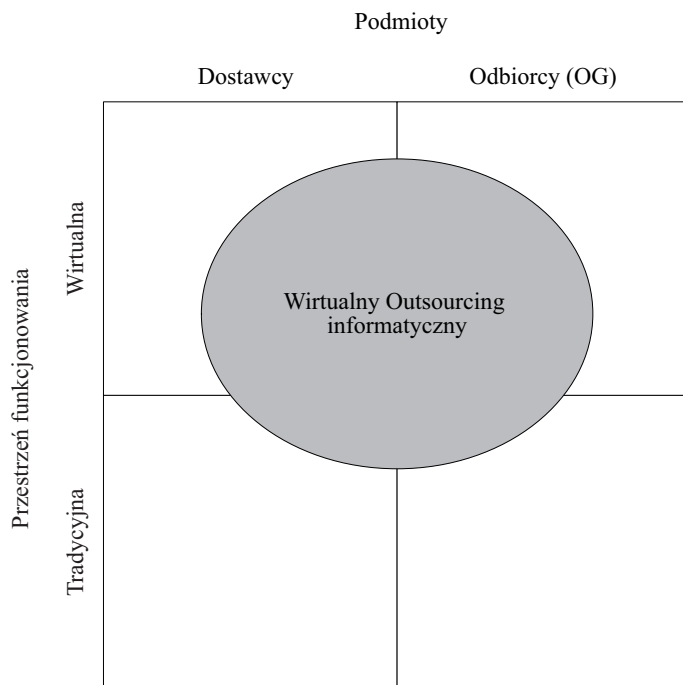 Podmioty
Dostawcy
Odbiorcy (OG)
Przestrzeń funkcjonowania
Wirtualna
Tradycyjna
Wirtualny Outsourcing
informatyczny